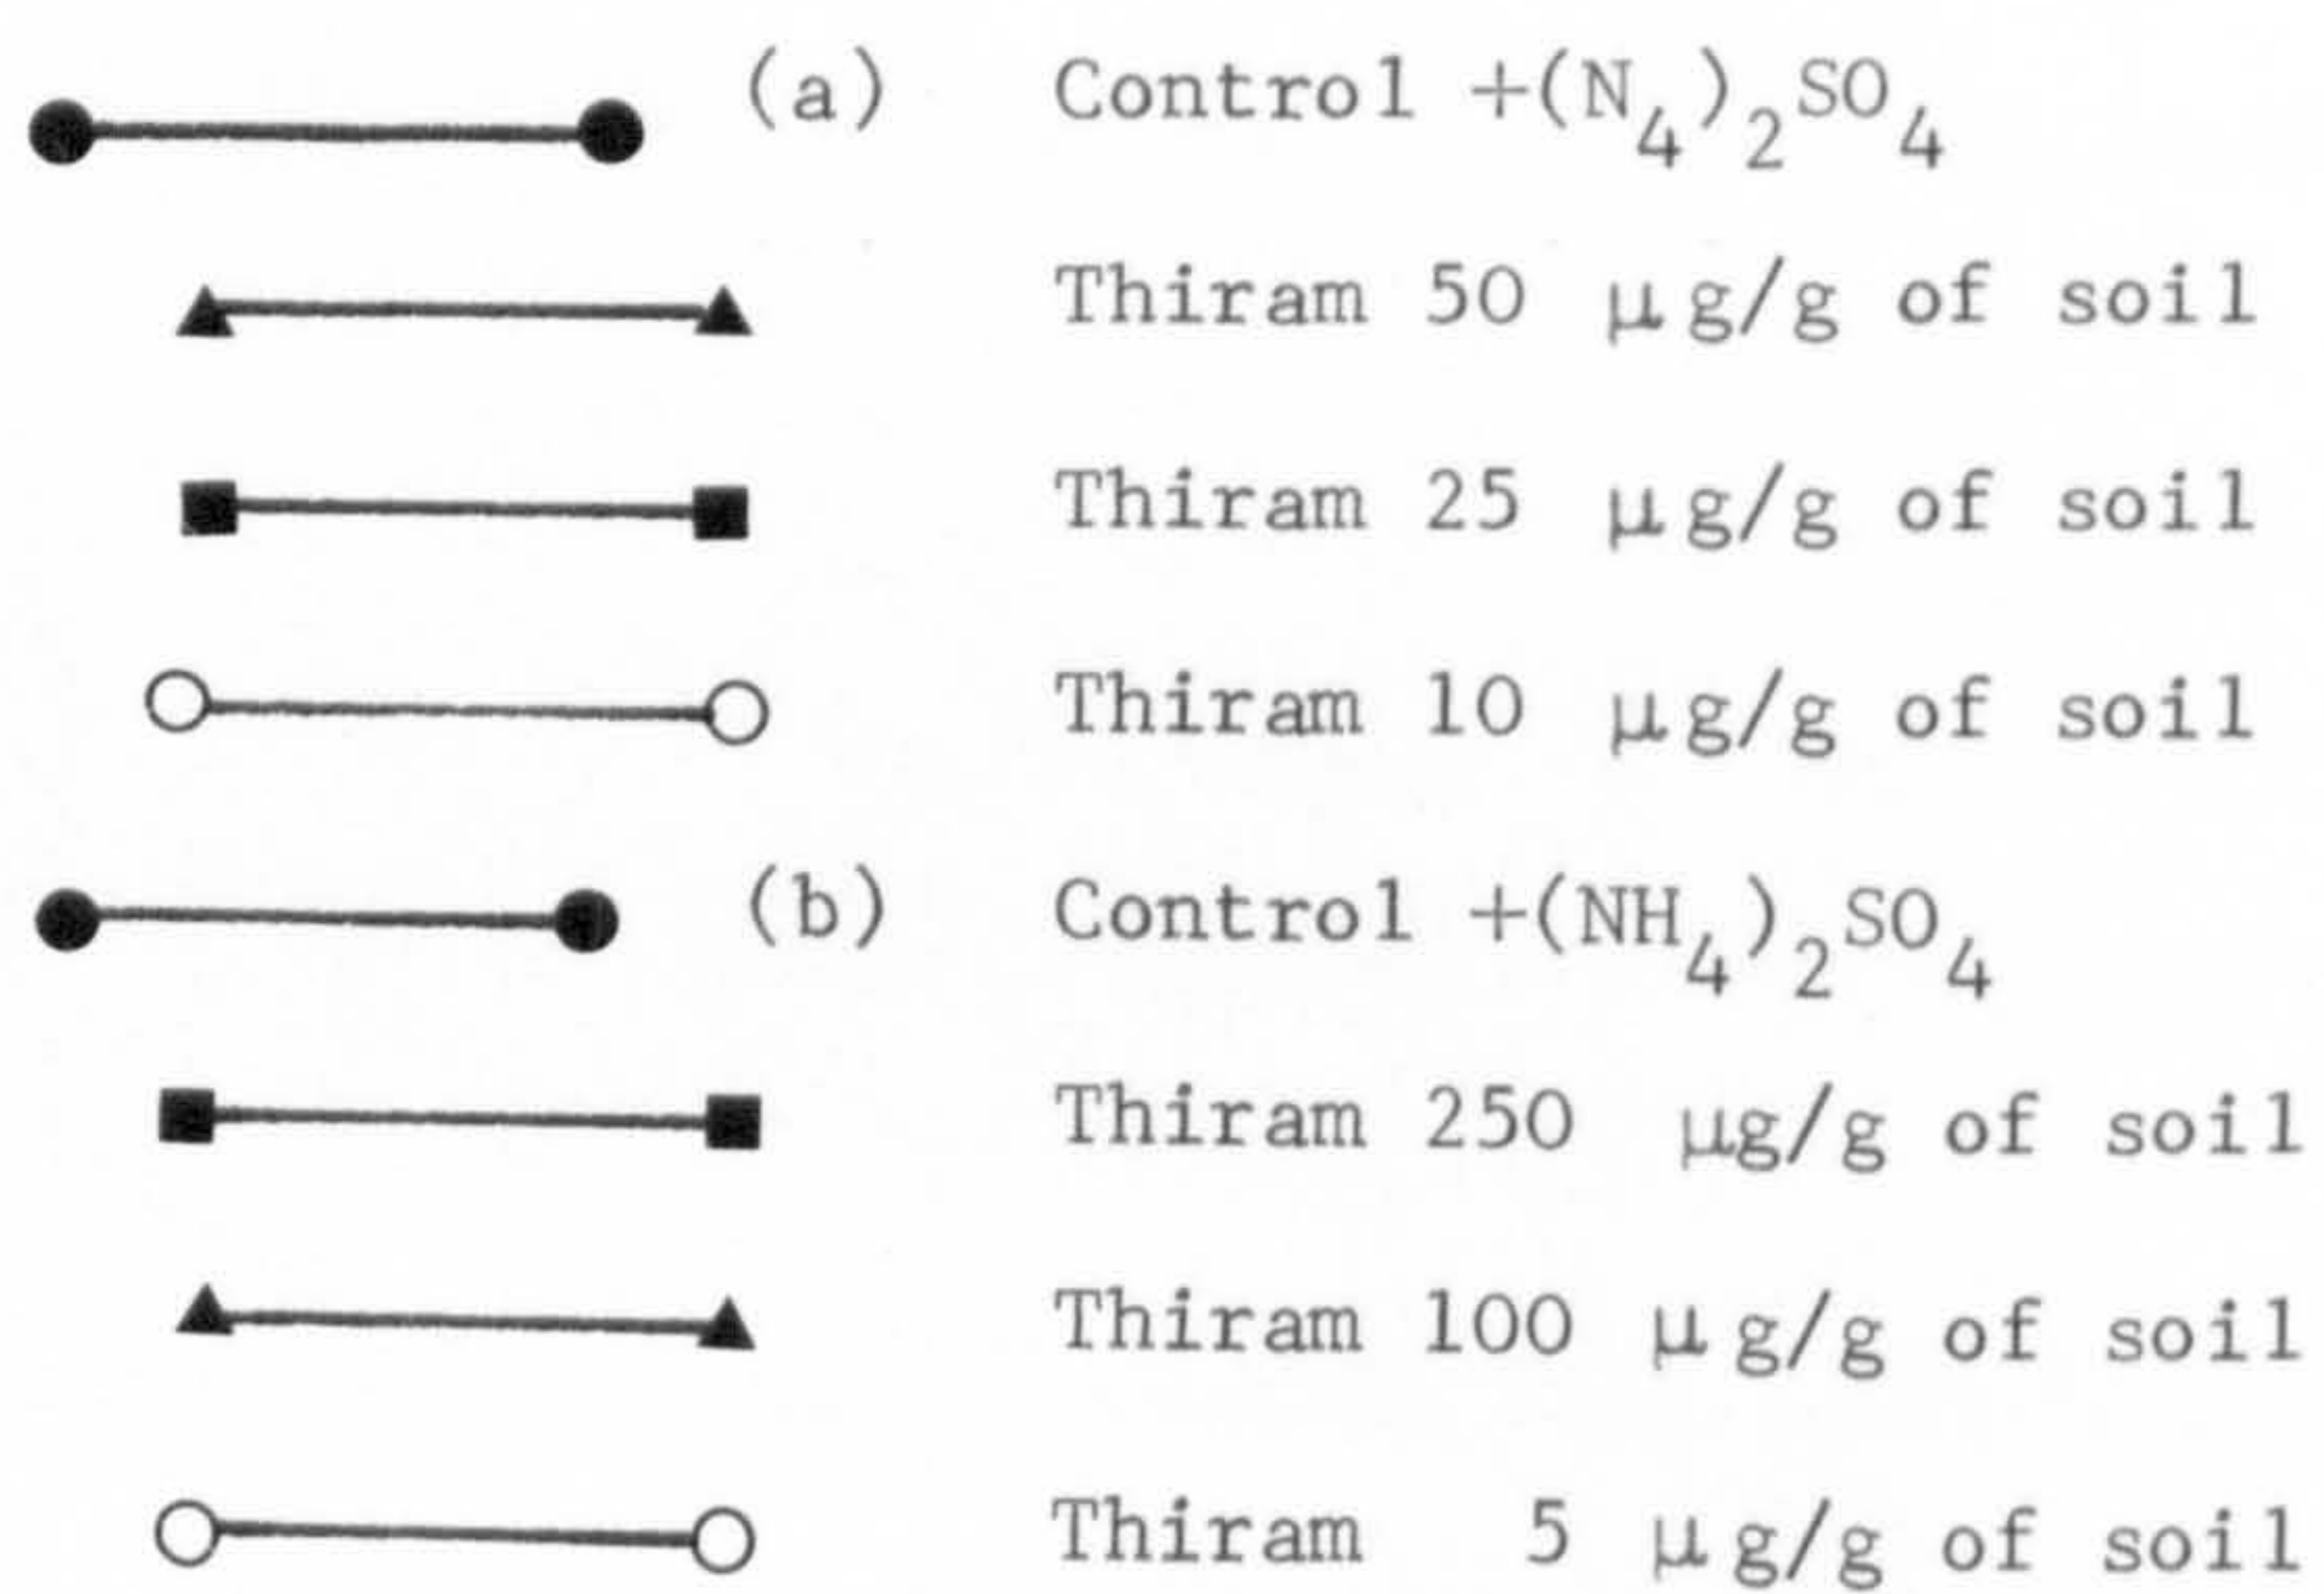 (a) Control +(N4)2SO4
Thiram 50 μg/g of soil
Thiram 25 μg/g of soil
Thiram 10 μg/g of soil
(b) Control +(NH4)2SO4
Thiram 250 μg/g of soil
Thiram 100 μg/g of soil
Thiram 5 μg/g of soil